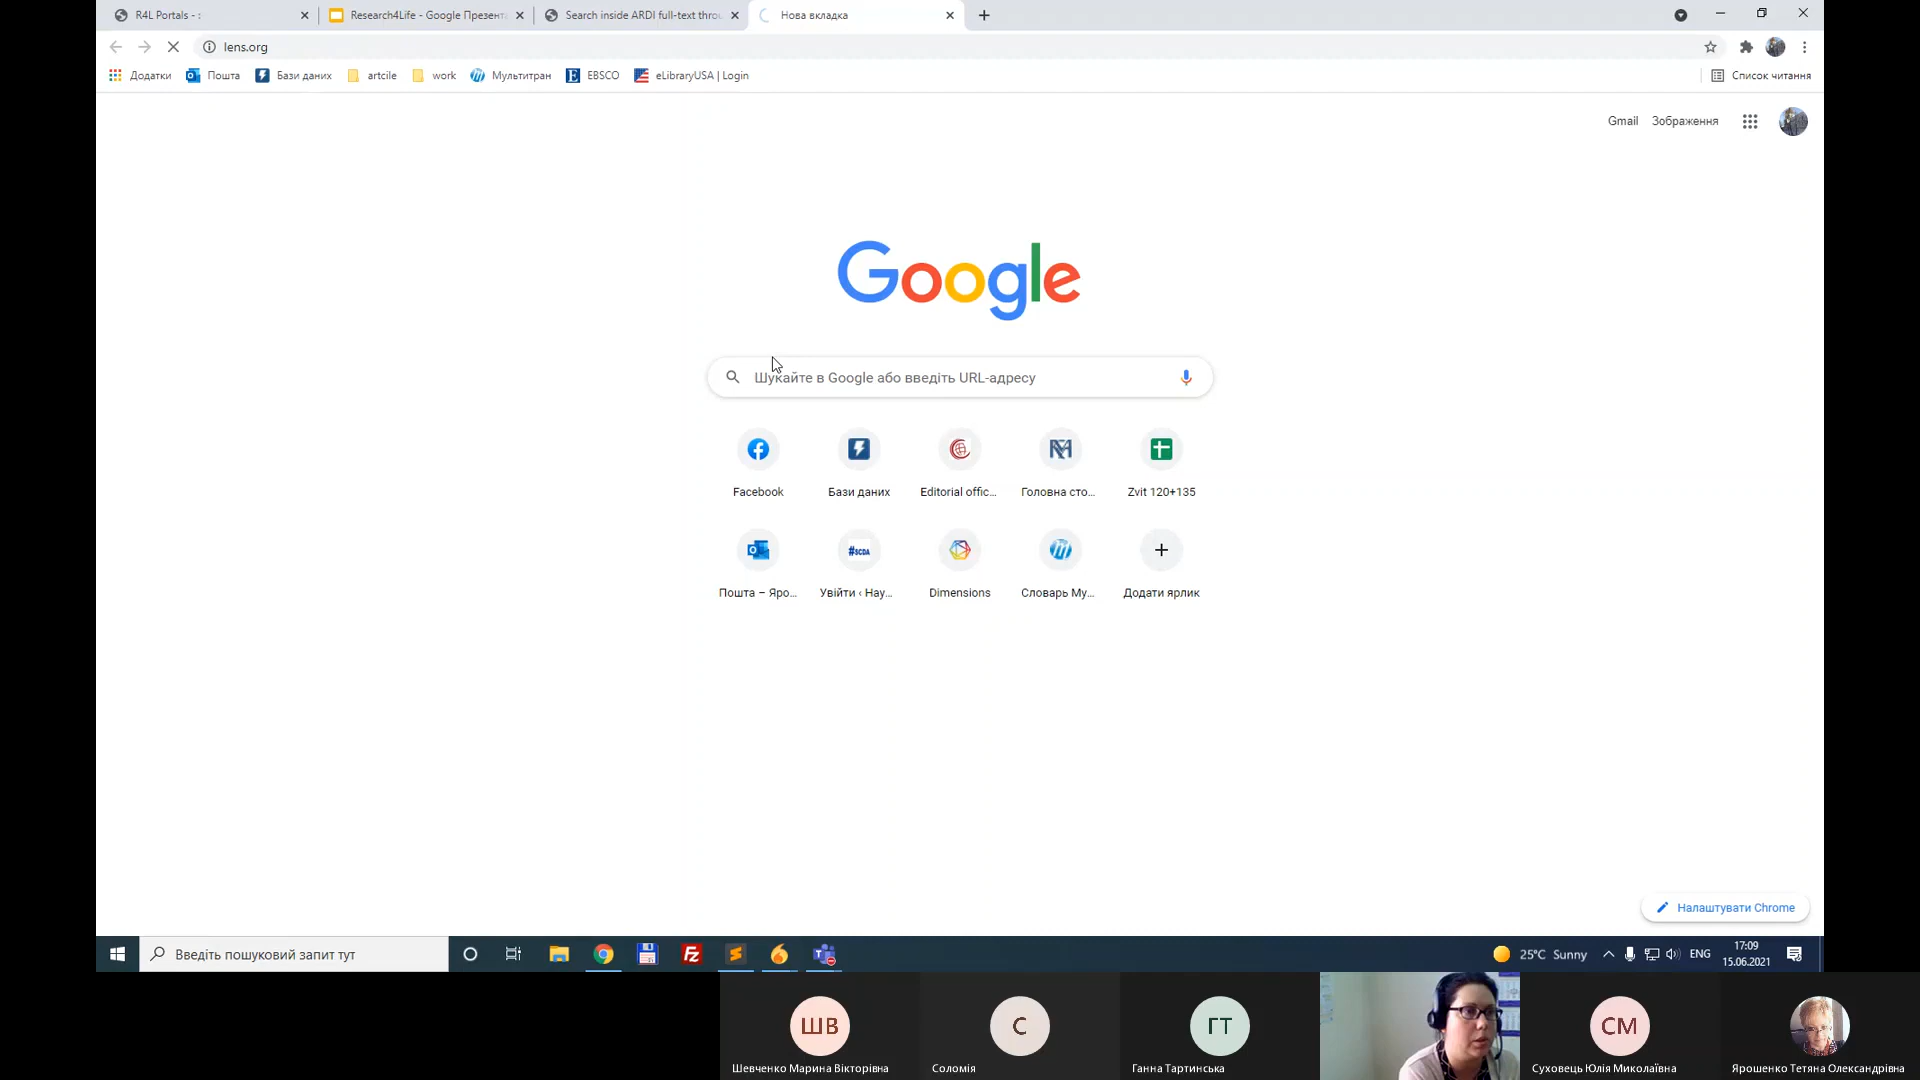 R4L Portals - :
Research4Life - Google Презента
Search inside ARDI full-text throu
Нова вкладка
lens.org
Додатки
Пошта
Бази даних
artcile
work
Мультитран
EBSCO
eLibraryUSA | Login
Список читання
Gmail
Зображення
Google
Шукайте в Google або введіть URL-адресу
Facebook
Бази даних
Editorial offic...
Головна сто...
Zvit 120+135
#SCDA
Пошта – Яро...
Увійти ‹ Нау...
Dimensions
Словарь Му...
Додати ярлик
Налаштувати Chrome
Введіть пошуковий запит тут
25°C Sunny
ENG
17:09
15.06.2021
ШВ
С
ГТ
СМ
Шевченко Марина Вікторівна
Соломія
Ганна Тартинська
Суховець Юлія Миколаївна
Ярошенко Тетяна Олександрівна